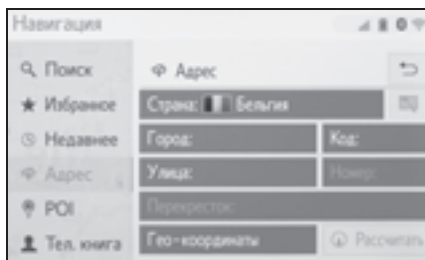 Навигация
Поиск
Адрес
Избранное
Страна: Бельгия
Недавнее
Город: Код:
Адрес
Улица: Номер:
POI
Перекресток:
Тел. книга
Гео-координаты Рассчитать